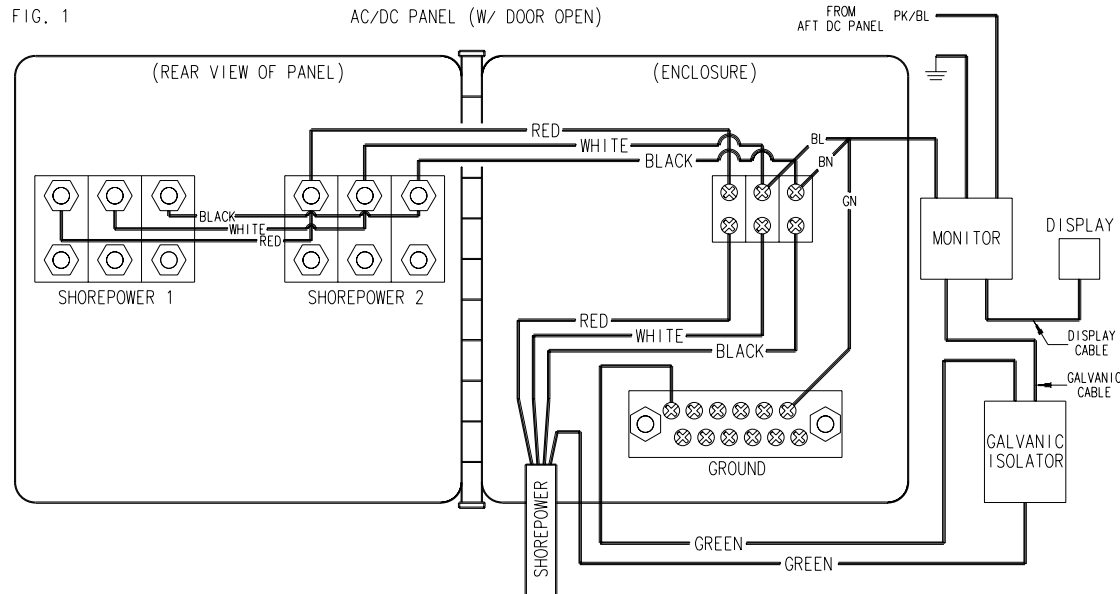 FIG. 1
AC/DC PANEL (W/ DOOR OPEN)
FROM
AFT DC PANEL
PK/BL
(REAR VIEW OF PANEL)
(ENCLOSURE)
RED
WHITE
BLACK
BL
BN
GN
BLACK
WHITE
RED
SHOREPOWER 1
SHOREPOWER 2
MONITOR
DISPLAY
RED
WHITE
BLACK
DISPLAY
CABLE
GALVANIC
CABLE
GROUND
GALVANIC
ISOLATOR
SHOREPOWER
GREEN
GREEN